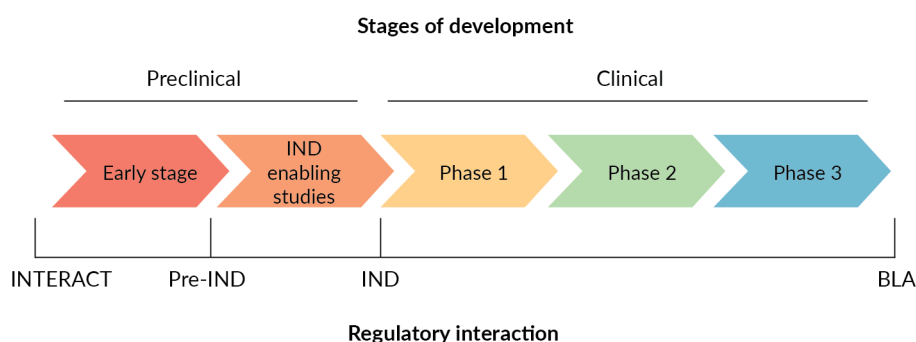 Stages of development
Preclinical
Clinical
Early stage
IND
enabling
studies
Phase 1
Phase 2
Phase 3
INTERACT
Pre-IND
IND
BLA
Regulatory interaction